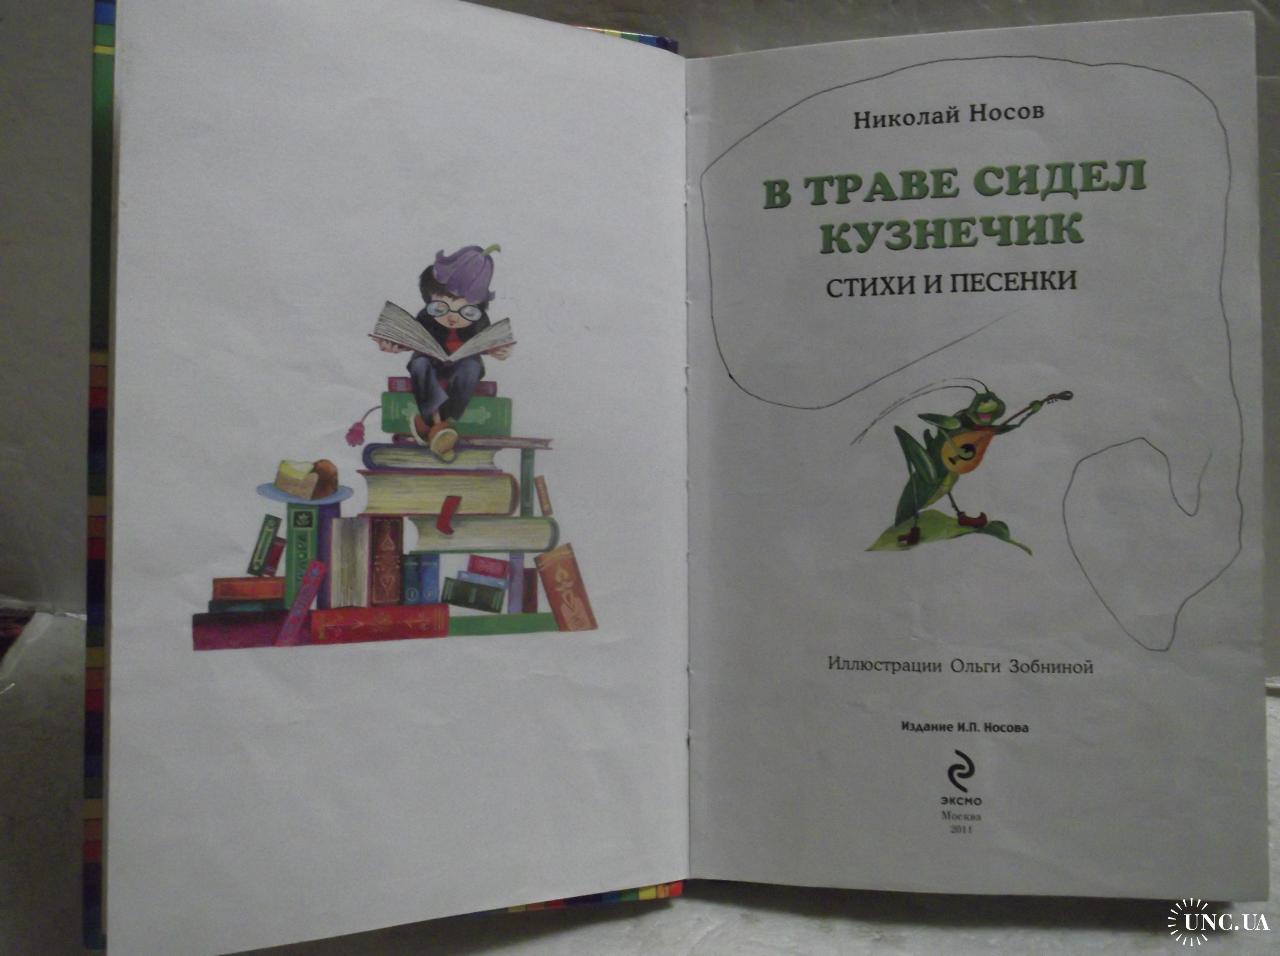 Николай Носов
В ТРАВЕ СИДЕЛ
КУЗНЕЧИК
СТИХИ И ПЕСЕНКИ
Иллюстрации Ольги Зобниной
Издание И.П. Носова
ЭКСМО
Москва
2011
UNC.UA